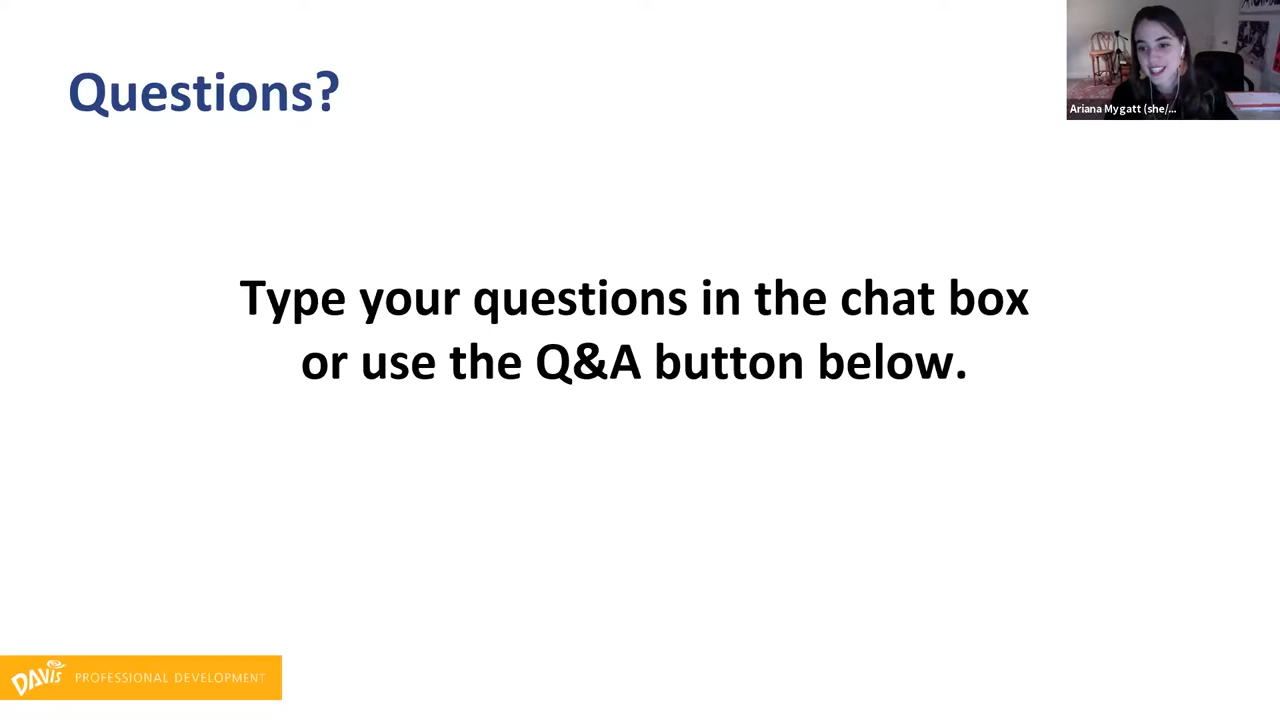 Questions?
Ariana Mygatt (she/...
Type your questions in the chat box
or use the Q&A button below.
DAVIS PROFESSIONAL DEVELOPMENT